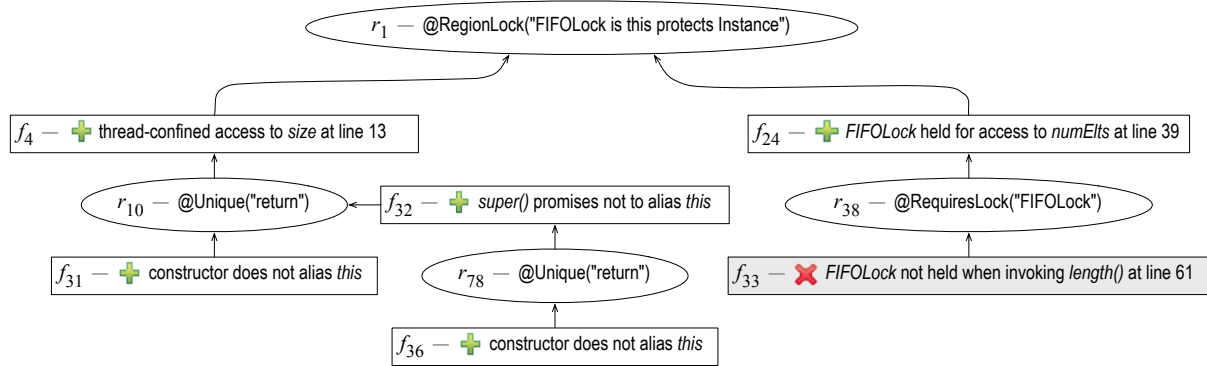 r1 — @RegionLock("FIFOLock is this protects Instance")
f4 — thread-confined access to size at line 13
f24 — FIFOLock held for access to numElts at line 39
r10 — @Unique("return")
f32 — super() promises not to alias this
r38 — @RequiresLock("FIFOLock")
f31 — constructor does not alias this
r78 — @Unique("return")
f33 — FIFOLock not held when invoking length() at line 61
f36 — constructor does not alias this